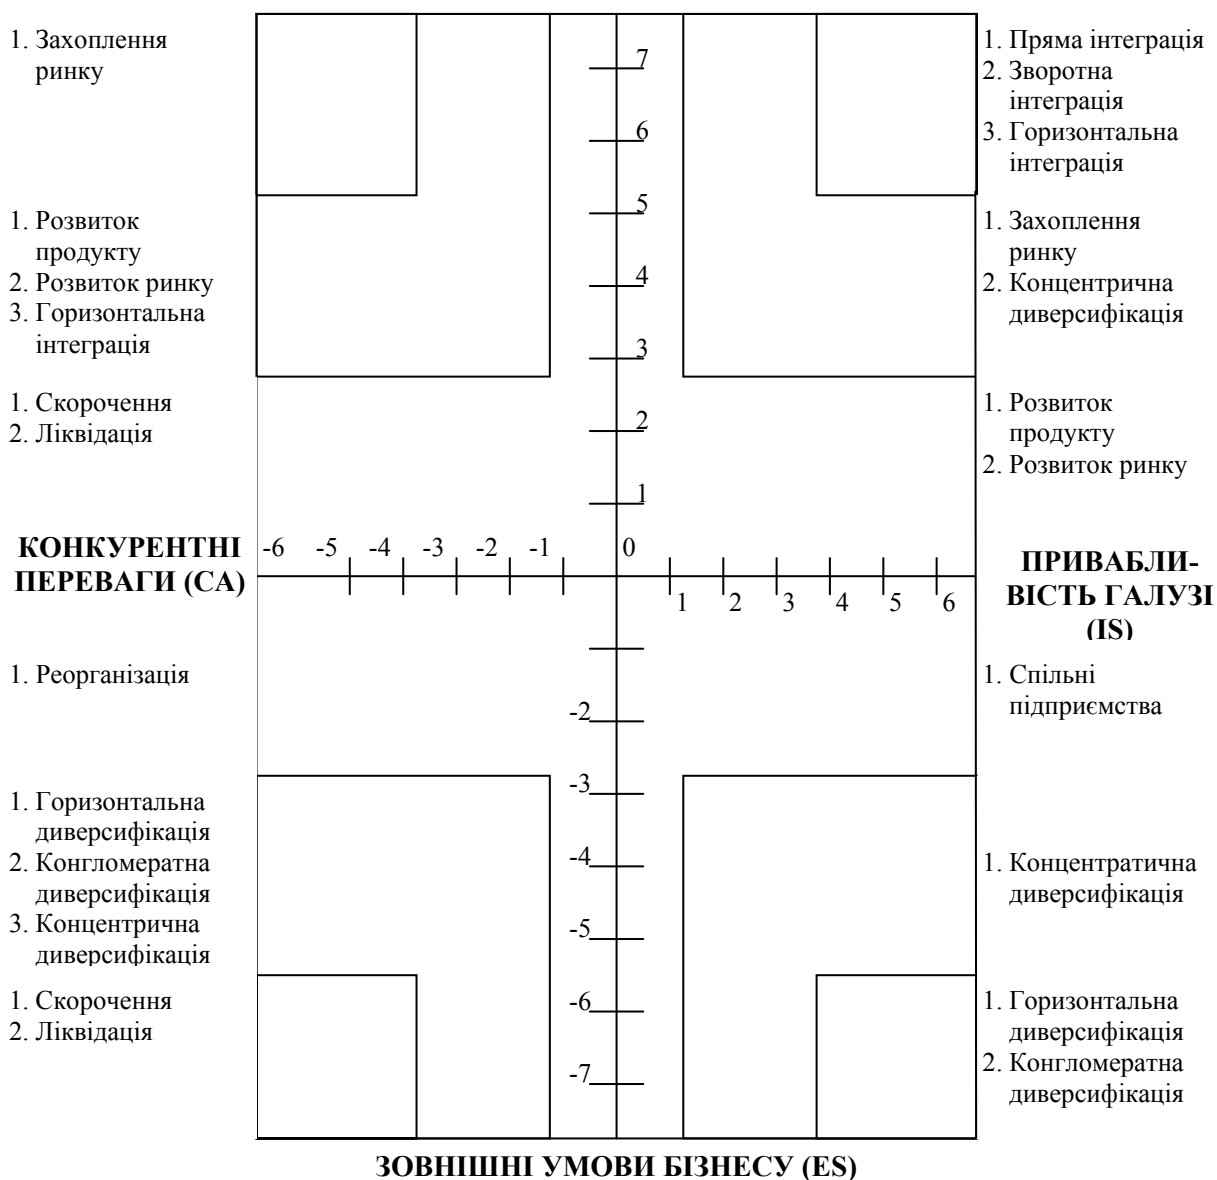 1. Захоплення
ринку
1. Розвиток
продукту
2. Розвиток ринку
3. Горизонтальна
інтеграція
1. Скорочення
2. Ліквідація
КОНКУРЕНТНІ
ПЕРЕВАГИ (CA)
1. Реорганізація
1. Горизонтальна
диверсифікація
2. Конгломератна
диверсифікація
3. Концентрична
диверсифікація
1. Скорочення
2. Ліквідація
7
6
5
4
3
2
1
-6 -5 -4 -3 -2 -1 0
1 2 3 4 5 6
-2
-3
-4
-5
-6
-7
1. Пряма інтеграція
2. Зворотна
інтеграція
3. Горизонтальна
інтеграція
1. Захоплення
ринку
2. Концентрична
диверсифікація
1. Розвиток
продукту
2. Розвиток ринку
ПРИВАБЛИ-
ВІСТЬ ГАЛУЗІ
(IS)
1. Спільні
підприємства
1. Концентратична
диверсифікація
1. Горизонтальна
диверсифікація
2. Конгломератна
диверсифікація
ЗОВНІШНІ УМОВИ БІЗНЕСУ (ES)